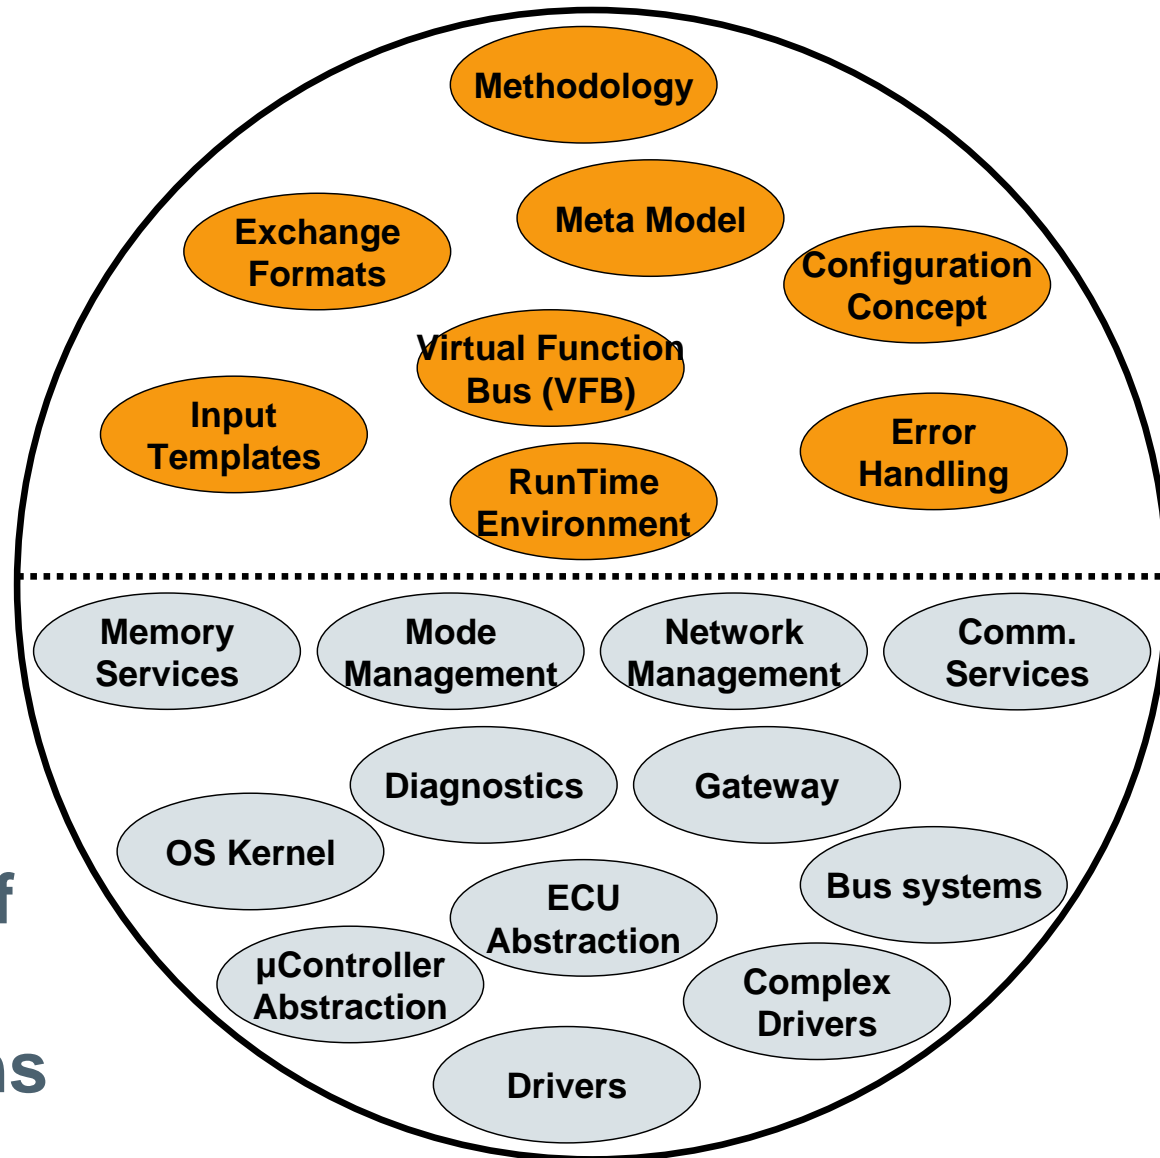 Methodology
Meta Model
Exchange
Formats
Configuration
Concept
Virtual Function
Bus (VFB)
Input
Templates
Error
Handling
RunTime
Environment
Memory
Services
Mode
Management
Network
Management
Comm.
Services
Diagnostics
Gateway
OS Kernel
Bus systems
ECU
Abstraction
µController
Abstraction
Complex
Drivers
Drivers